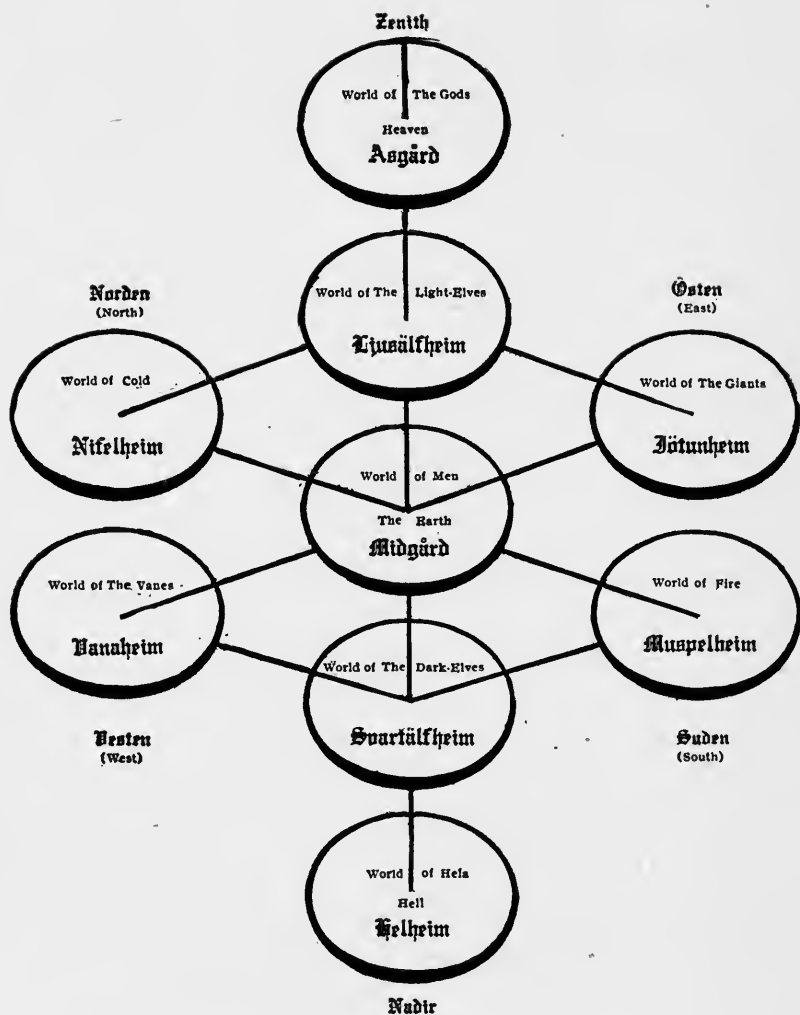 Zenith
World of The Gods
Heaven
Asgård
World of The Light-Elves
Ljusälfheim
Norden
(North)
World of Cold
Nifelheim
Östen
(East)
World of The Giants
Jötunheim
World of Men
The Earth
Midgård
World of The Vanes
Vanaheim
Vesten
(West)
World of Fire
Muspelheim
Suden
(South)
World of The Dark-Elves
Svartälfheim
World of Hela
Hell
Helheim
Nadir